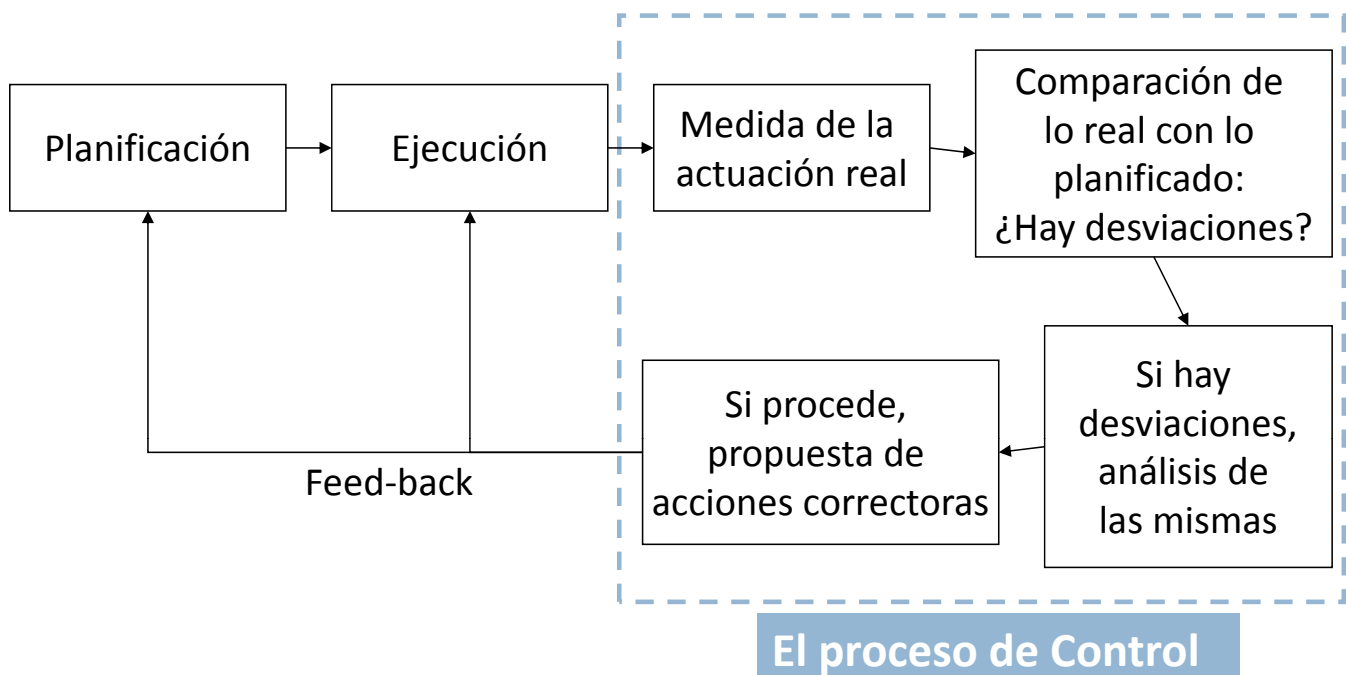 Planificación
Ejecución
Medida de la
actuación real
Comparación de
lo real con lo
planificado:
¿Hay desviaciones?
Si hay
desviaciones,
análisis de
las mismas
Si procede,
propuesta de
acciones correctoras
Feed-back
El proceso de Control